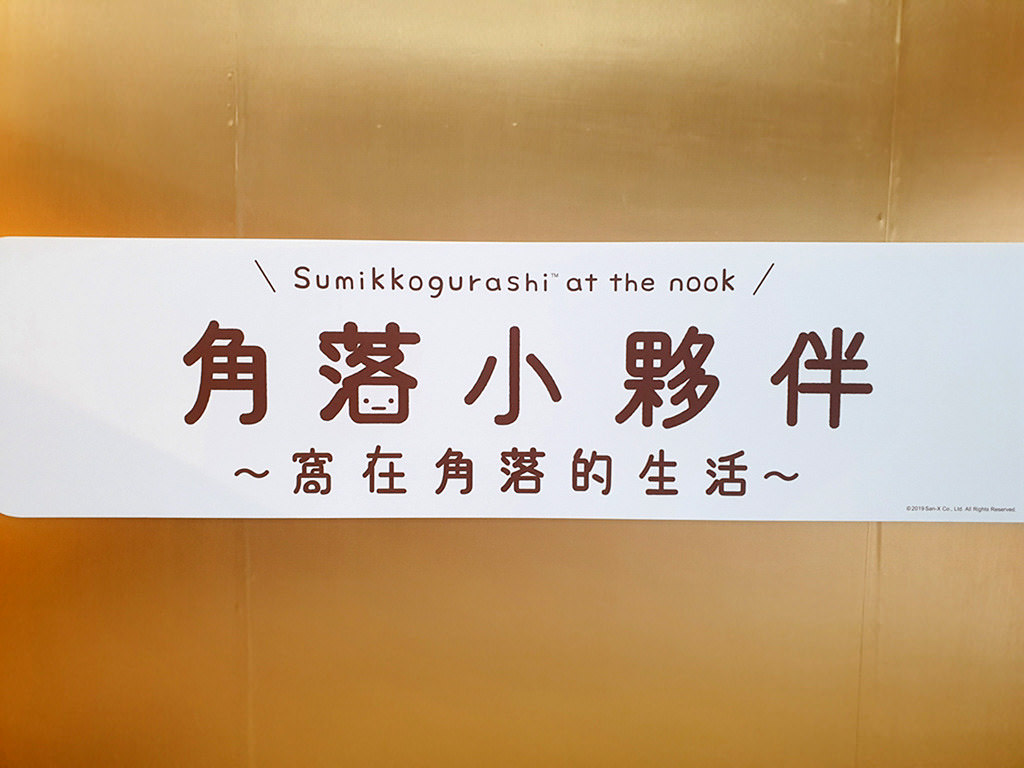 \ Sumikkogurashi™ at the nook /
角落小夥伴
～窩在角落的生活～
©2019 San-X Co., Ltd. All Rights Reserved.